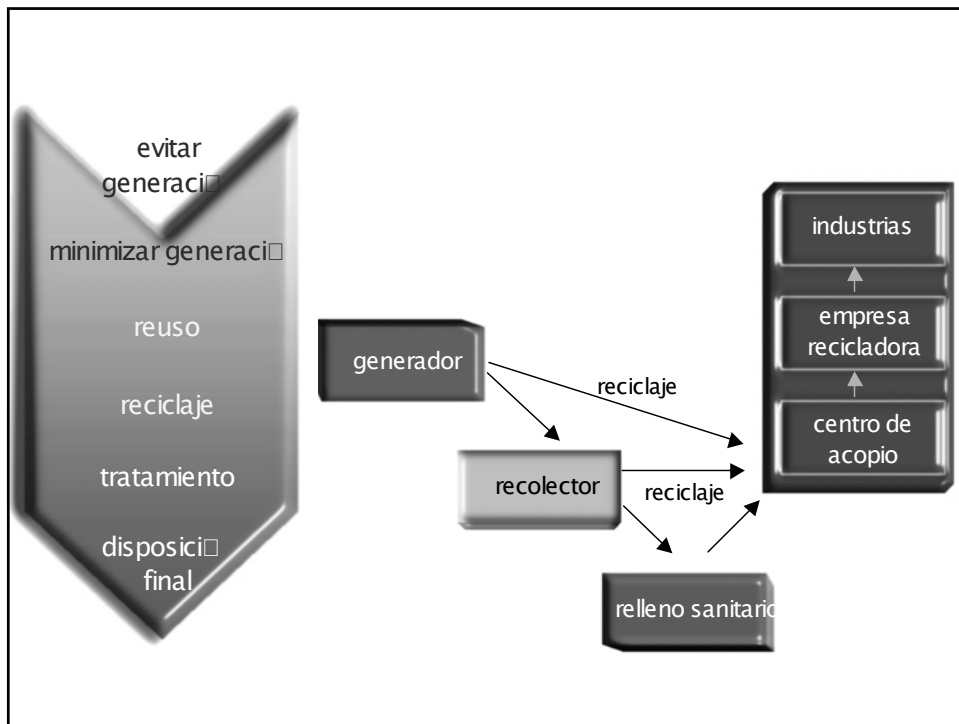 evitar
generaci□
minimizar generaci□
reuso
reciclaje
tratamiento
disposici□
final
generador
reciclaje
recolector
reciclaje
relleno sanitario
industrias
empresa
recicladora
centro de
acopio